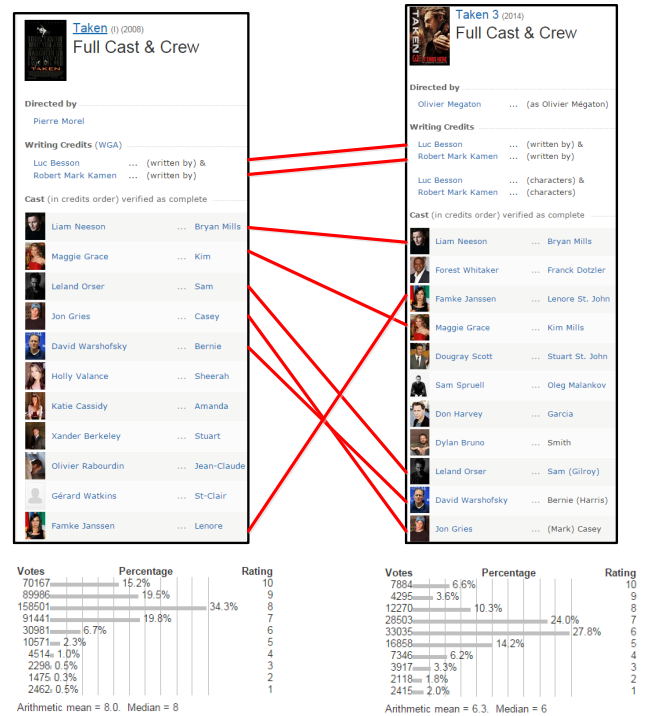 Taken (I) (2008)
Full Cast & Crew
TAKEN
Directed by
Pierre Morel
Writing Credits (WGA)
Luc Besson ... (written by) &
Robert Mark Kamen ... (written by)
Cast (in credits order) verified as complete
Liam Neeson ... Bryan Mills
Maggie Grace ... Kim
Leland Orser ... Sam
Jon Gries ... Casey
David Warshofsky ... Bernie
Holly Valance ... Sheerah
Katie Cassidy ... Amanda
Xander Berkeley ... Stuart
Olivier Rabourdin ... Jean-Claude
Gérard Watkins ... St-Clair
Famke Janssen ... Lenore
Votes Percentage Rating
70167 15.2% 10
89986 19.5% 9
158501 34.3% 8
91441 19.8% 7
30981 6.7% 6
10571 2.3% 5
4514 1.0% 4
2298 0.5% 3
1475 0.3% 2
2462 0.5% 1
Arithmetic mean = 8.0. Median = 8
Taken 3 (2014)
Full Cast & Crew
TAKEN
Directed by
Olivier Megaton ... (as Olivier Mégaton)
Writing Credits
Luc Besson ... (written by) &
Robert Mark Kamen ... (written by)
Luc Besson ... (characters) &
Robert Mark Kamen ... (characters)
Cast (in credits order) verified as complete
Liam Neeson ... Bryan Mills
Forest Whitaker ... Franck Dotzler
Famke Janssen ... Lenore St. John
Maggie Grace ... Kim Mills
Dougray Scott ... Stuart St. John
Sam Spruell ... Oleg Malankov
Don Harvey ... Garcia
Dylan Bruno ... Smith
Leland Orser ... Sam (Gilroy)
David Warshofsky ... Bernie (Harris)
Jon Gries ... (Mark) Casey
Votes Percentage Rating
7884 6.6% 10
4295 3.6% 9
12270 10.3% 8
28503 24.0% 7
33035 27.8% 6
16858 14.2% 5
7346 6.2% 4
3917 3.3% 3
2118 1.8% 2
2415 2.0% 1
Arithmetic mean = 6.3. Median = 6